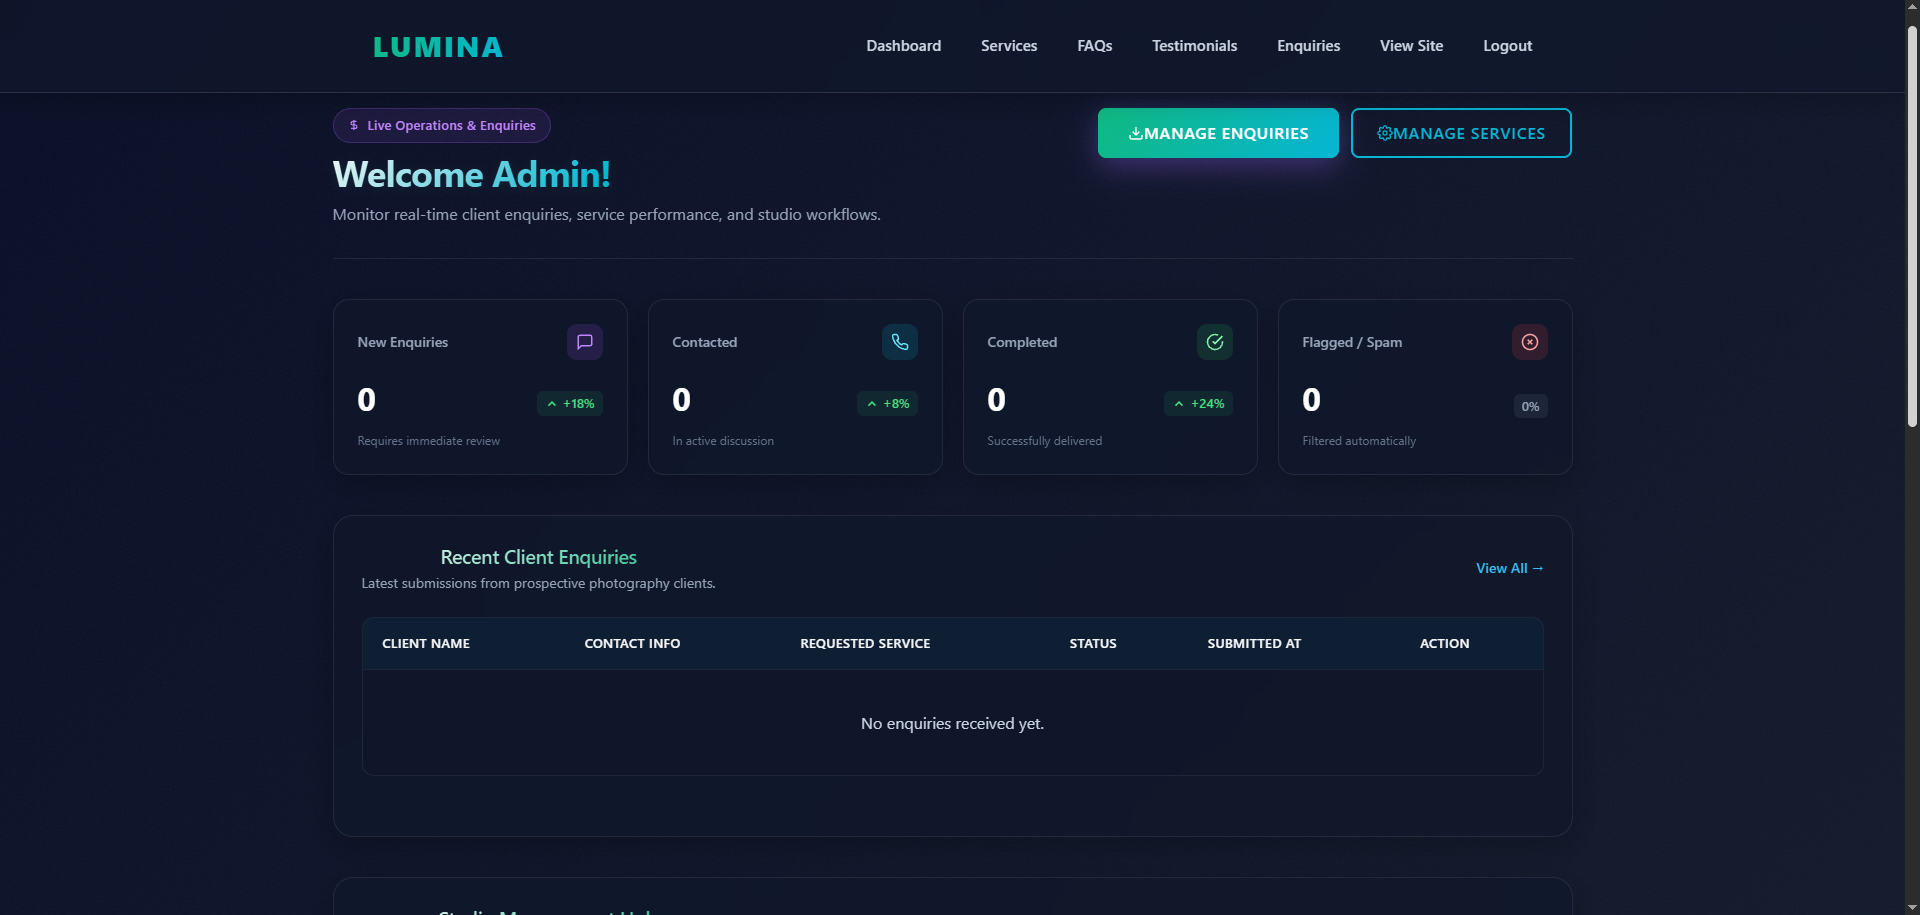 LUMINA
Dashboard Services FAQs Testimonials Enquiries View Site Logout
$ Live Operations & Enquiries
MANAGE ENQUIRIES
MANAGE SERVICES
Welcome Admin!
Monitor real-time client enquiries, service performance, and studio workflows.
New Enquiries
0
+18%
Requires immediate review
Contacted
0
+8%
In active discussion
Completed
0
+24%
Successfully delivered
Flagged / Spam
0
0%
Filtered automatically
Recent Client Enquiries
Latest submissions from prospective photography clients.
View All →
CLIENT NAME CONTACT INFO REQUESTED SERVICE STATUS SUBMITTED AT ACTION
No enquiries received yet.